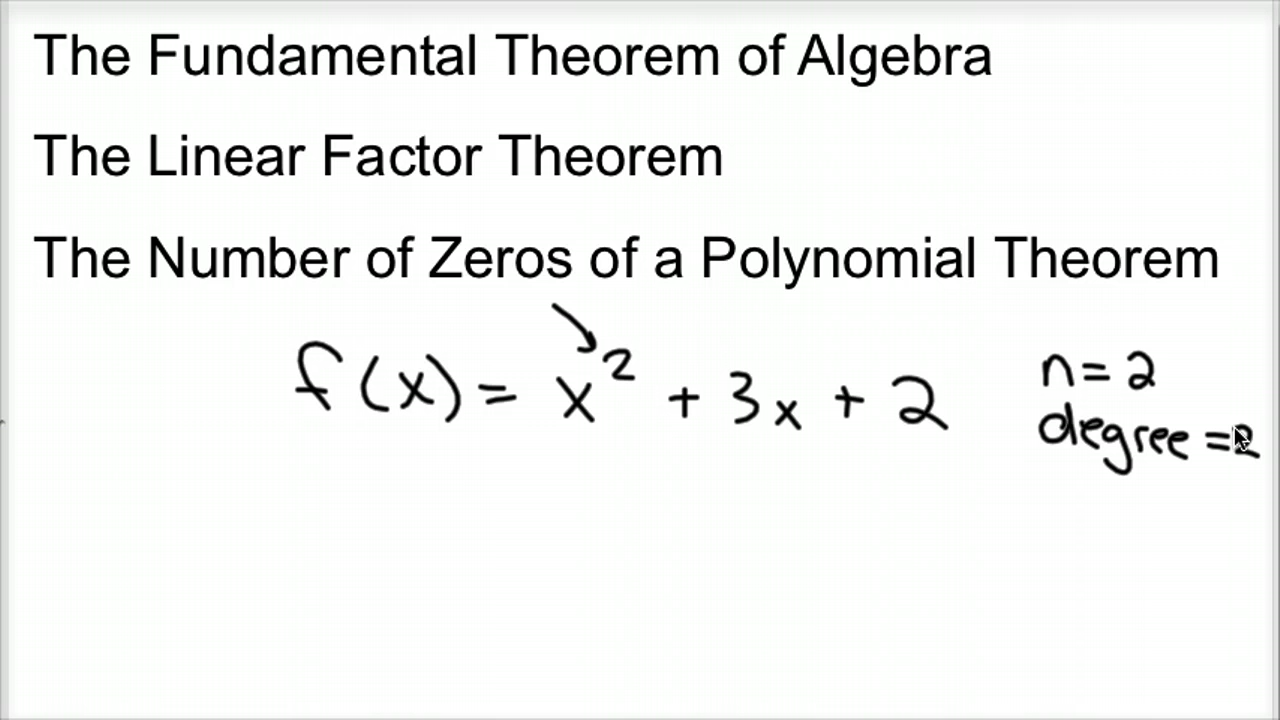 The Fundamental Theorem of Algebra
The Linear Factor Theorem
The Number of Zeros of a Polynomial Theorem
f(x) = x² + 3x + 2
n = 2
degree = 2